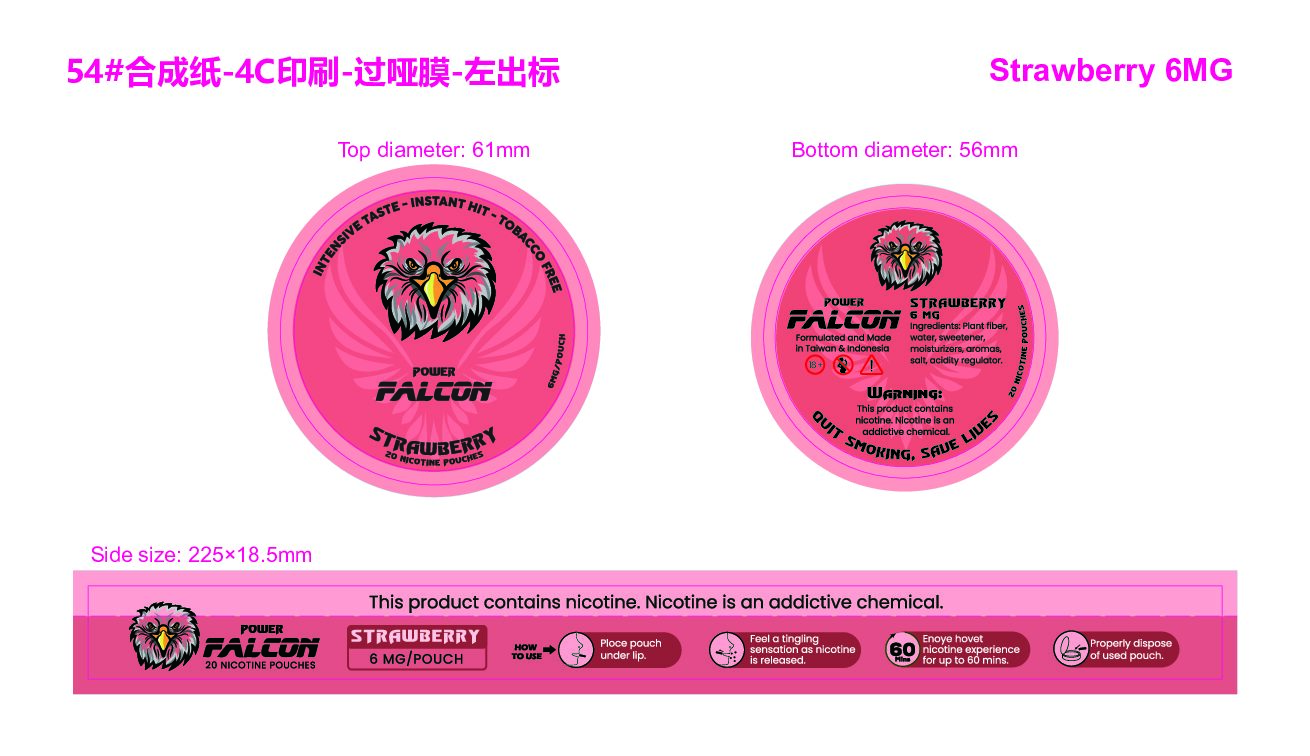 54#合成纸-4C印刷-过哑膜-左出标
Strawberry 6MG
Top diameter: 61mm
INTENSIVE TASTE - INSTANT HIT - TOBACCO FREE
6MG/POUCH
POWER
FALCON
STRAWBERRY
20 NICOTINE POUCHES
Bottom diameter: 56mm
POWER
FALCON
Formulated and Made
in Taiwan & Indonesia
18+
STRAWBERRY
6 MG
Ingredients: Plant fiber,
water, sweetener,
moisturizers, aromas,
salt, acidity regulator.
20 NICOTINE POUCHES
WARNING:
This product contains
nicotine. Nicotine is an
addictive chemical.
QUIT SMOKING, SAVE LIVES
Side size: 225×18.5mm
This product contains nicotine. Nicotine is an addictive chemical.
POWER
FALCON
20 NICOTINE POUCHES
STRAWBERRY
6 MG/POUCH
HOW
TO USE
Ploce pouch
under lip.
Feel a tingling
sensation as nicotine
is released.
60
Mins
Enoye hovet
nicotine experience
for up to 60 mins.
Properly dispose
of used pouch.